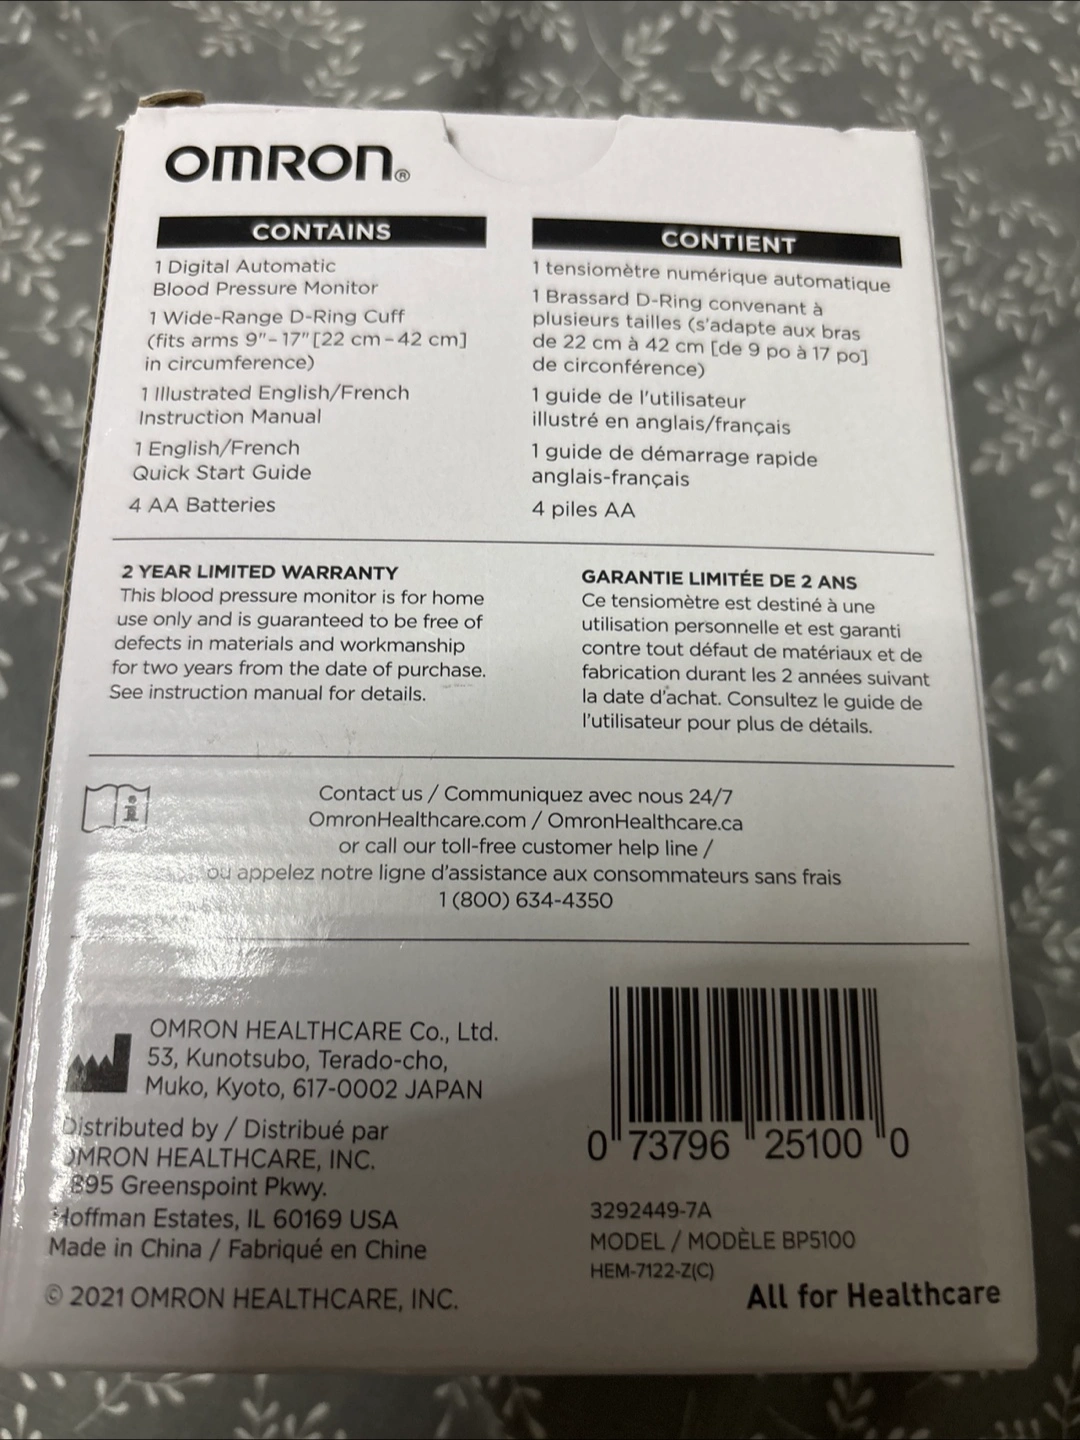 OMRON®
CONTAINS
1 Digital Automatic
Blood Pressure Monitor
1 Wide-Range D-Ring Cuff
(fits arms 9"-17" [22 cm-42 cm]
in circumference)
1 Illustrated English/French
Instruction Manual
1 English/French
Quick Start Guide
4 AA Batteries
CONTIENT
1 tensiomètre numérique automatique
1 Brassard D-Ring convenant à
plusieurs tailles (s'adapte aux bras
de 22 cm à 42 cm [de 9 po à 17 po]
de circonférence)
1 guide de l'utilisateur
illustré en anglais/français
1 guide de démarrage rapide
anglais-français
4 piles AA
2 YEAR LIMITED WARRANTY
This blood pressure monitor is for home
use only and is guaranteed to be free of
defects in materials and workmanship
for two years from the date of purchase.
See instruction manual for details.
GARANTIE LIMITÉE DE 2 ANS
Ce tensiomètre est destiné à une
utilisation personnelle et est garanti
contre tout défaut de matériaux et de
fabrication durant les 2 années suivant
la date d'achat. Consultez le guide de
l'utilisateur pour plus de détails.
Contact us / Communiquez avec nous 24/7
OmronHealthcare.com / OmronHealthcare.ca
or call our toll-free customer help line /
ou appelez notre ligne d'assistance aux consommateurs sans frais
1 (800) 634-4350
OMRON HEALTHCARE Co., Ltd.
53, Kunotsubo, Terado-cho,
Muko, Kyoto, 617-0002 JAPAN
Distributed by / Distribué par
OMRON HEALTHCARE, INC.
Greenspoint Pkwy.
Hoffman Estates, IL 60169 USA
Made in China / Fabriqué en Chine
© 2021 OMRON HEALTHCARE, INC.
0 73796 25100 0
3292449-7A
MODEL / MODÈLE BP5100
HEM-7122-Z(C)
All for Healthcare